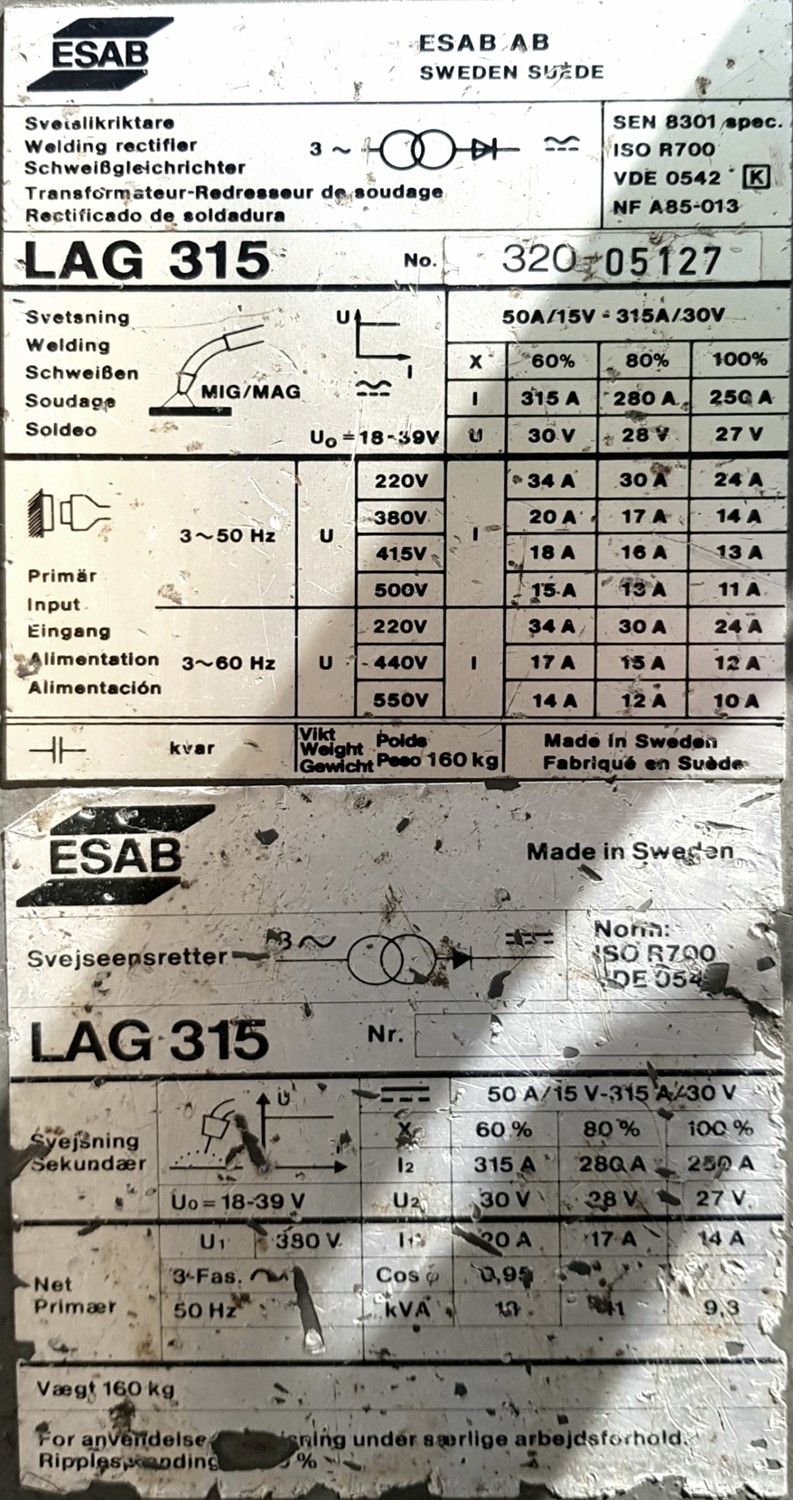 ESAB
ESAB AB
SWEDEN SUÈDE
Svetslikriktare
Welding rectifier
Schweißgleichrichter
Transformateur-Redresseur de soudage
Rectificado de soldadura
3 ~
SEN 8301 spec.
ISO R700
VDE 0542 K
NF A85-013
LAG 315 No. 320-05127
Svetsning
Welding
Schweißen
Soudage
Soldeo
MIG/MAG
U
I
U₀ = 18-39V
50A/15V - 315A/30V
X 60% 80% 100%
I 315 A 280 A 250 A
U 30 V 28 V 27 V
Primär
Input
Eingang
Alimentation
Alimentación
3~50 Hz U I
220V 34 A 30 A 24 A
380V 20 A 17 A 14 A
415V 18 A 16 A 13 A
500V 15 A 13 A 11 A
3~60 Hz U I
220V 34 A 30 A 24 A
440V 17 A 15 A 12 A
550V 14 A 12 A 10 A
kvar
Vikt Poids
Weight
Gewicht Peso 160 kg
Made in Sweden
Fabriqué en Suède
ESAB
Made in Sweden
Svejseensretter 3 ~
Norm:
ISO R700
LAG 315 Nr.
Svejsning
Sekundær
U
U₀ = 18-39 V
50 A/15 V-315 A/30 V
X 60 % 80 % 100 %
I₂ 315 A 280 A 250 A
U₂ 30 V 28 V 27 V
Net
Primær
U₁ 380 V I₁ 20 A 17 A 14 A
3-Fas. Cos φ 0,95
50 Hz kVA 13 11 9,3
Vægt 160 kg
For anvendelse under særlige arbejdsforhold.
%